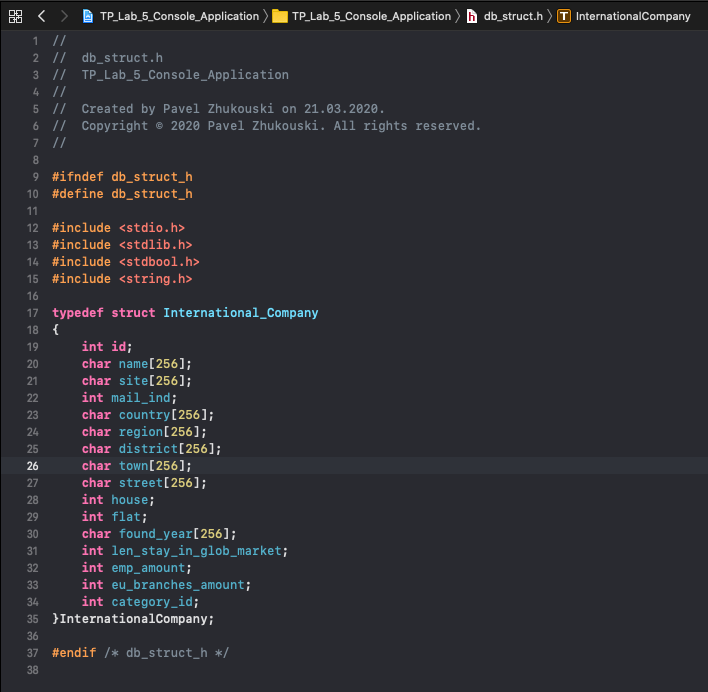 TP_Lab_5_Console_Application TP_Lab_5_Console_Application h db_struct.h T InternationalCompany
1 //
2 //  db_struct.h
3 //  TP_Lab_5_Console_Application
4 //
5 //  Created by Pavel Zhukouski on 21.03.2020.
6 //  Copyright © 2020 Pavel Zhukouski. All rights reserved.
7 //
8
9 #ifndef db_struct_h
10 #define db_struct_h
11
12 #include <stdio.h>
13 #include <stdlib.h>
14 #include <stdbool.h>
15 #include <string.h>
16
17 typedef struct International_Company
18 {
19     int id;
20     char name[256];
21     char site[256];
22     int mail_ind;
23     char country[256];
24     char region[256];
25     char district[256];
26     char town[256];
27     char street[256];
28     int house;
29     int flat;
30     char found_year[256];
31     int len_stay_in_glob_market;
32     int emp_amount;
33     int eu_branches_amount;
34     int category_id;
35 }InternationalCompany;
36
37 #endif /* db_struct_h */
38